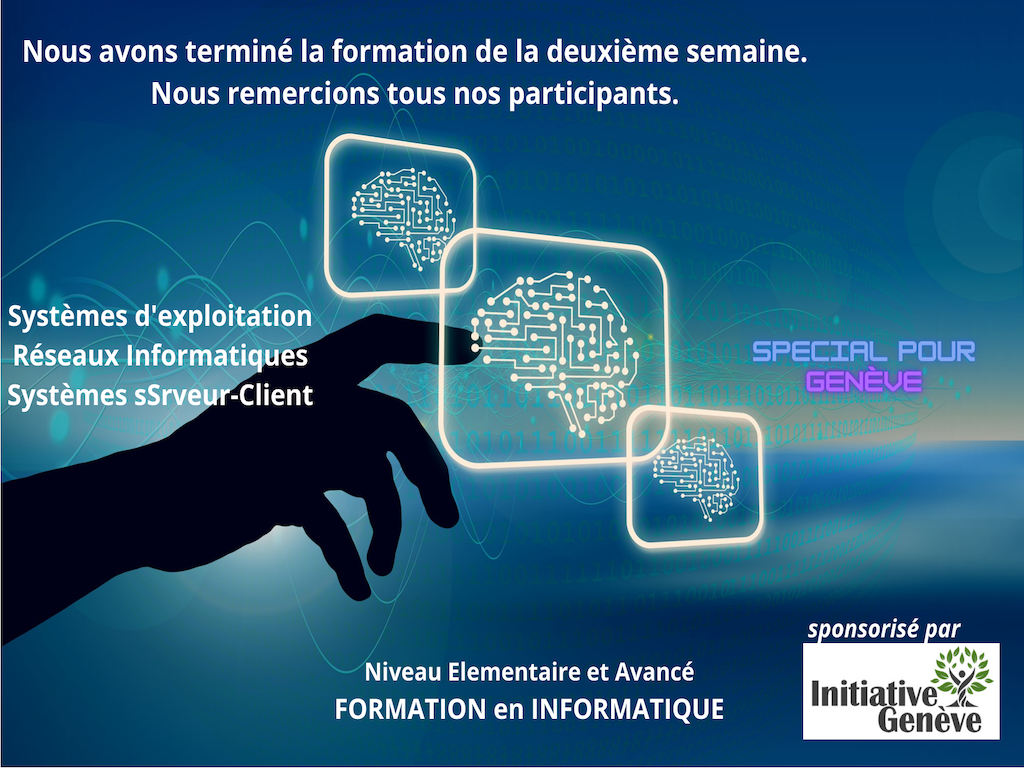 Nous avons terminé la formation de la deuxième semaine.
Nous remercions tous nos participants.
Systèmes d'exploitation
Réseaux Informatiques
Systèmes sSrveur-Client
SPECIAL POUR
GENÈVE
Niveau Elementaire et Avancé
FORMATION en INFORMATIQUE
sponsorisé par
Initiative
Genève